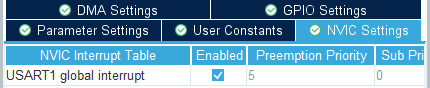 DMA Settings GPIO Settings
Parameter Settings User Constants NVIC Settings
NVIC Interrupt Table Enabled Preemption Priority Sub Pri
USART1 global interrupt 5 0